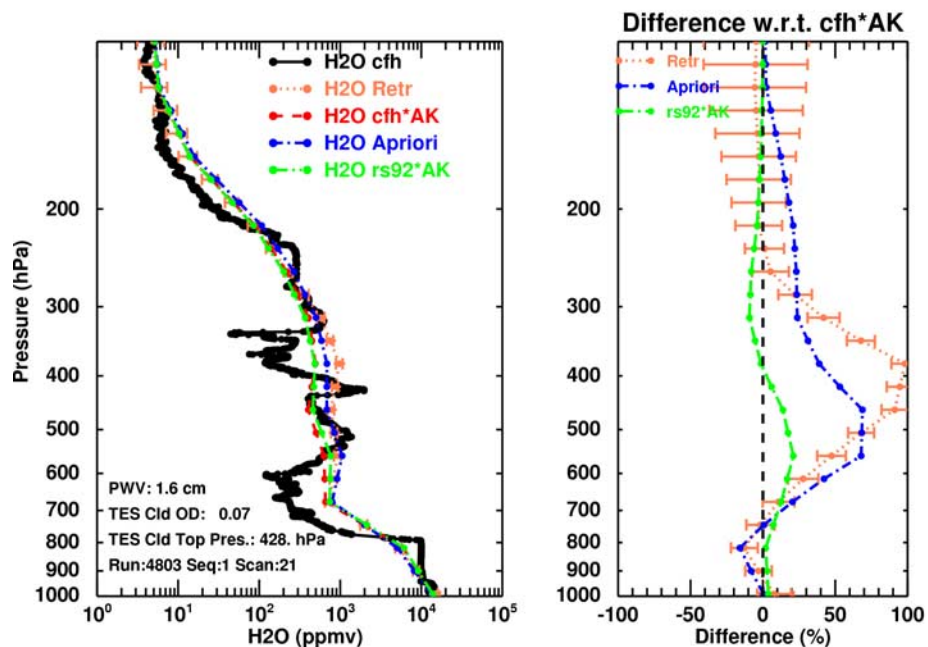 Difference w.r.t. cfh*AK
H2O cfh
H2O Retr
H2O cfh*AK
H2O Apriori
H2O rs92*AK
Retr
Apriori
rs92*AK
Pressure (hPa)
200
300
400
500
600
700
800
900
1000
200
300
400
500
600
700
800
900
1000
PWV: 1.6 cm
TES Cld OD: 0.07
TES Cld Top Pres.: 428. hPa
Run:4803 Seq:1 Scan:21
10^0 10^1 10^2 10^3 10^4 10^5
H2O (ppmv)
-100 -50 0 50 100
Difference (%)